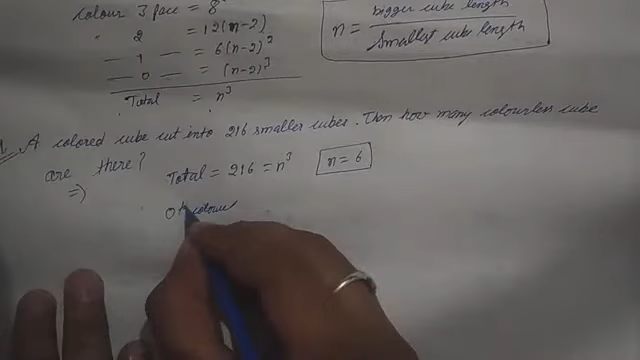 colour 3 face = 8
" 2 = 12(n-2)
— 1 — = 6(n-2)²
— 0 — = (n-2)³
Total = n³
n = bigger cube length / Smallest cube length
A colored cube cut into 216 smaller cubes. Then how many colourless cube
are there?
=> Total = 216 = n³ n = 6
0 colour